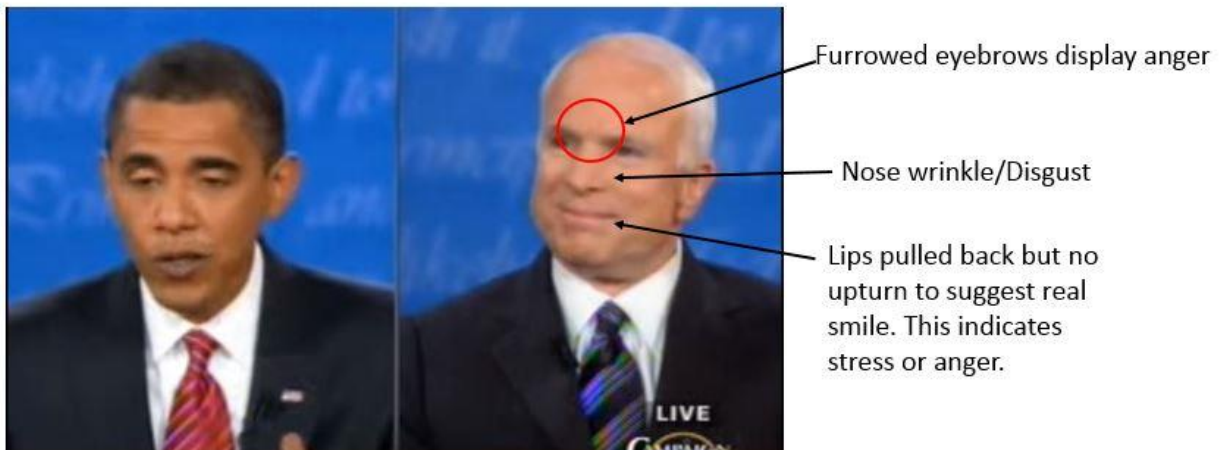 Furrowed eyebrows display anger
Nose wrinkle/Disgust
Lips pulled back but no
upturn to suggest real
smile. This indicates
stress or anger.
LIVE